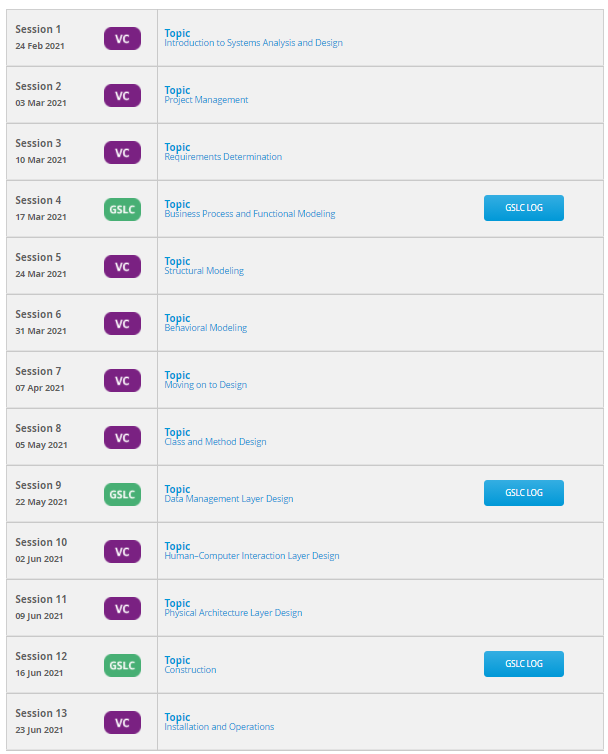 Session 1
24 Feb 2021
VC
Topic
Introduction to Systems Analysis and Design
Session 2
03 Mar 2021
VC
Topic
Project Management
Session 3
10 Mar 2021
VC
Topic
Requirements Determination
Session 4
17 Mar 2021
GSLC
Topic
Business Process and Functional Modeling
GSLC LOG
Session 5
24 Mar 2021
VC
Topic
Structural Modeling
Session 6
31 Mar 2021
VC
Topic
Behavioral Modeling
Session 7
07 Apr 2021
VC
Topic
Moving on to Design
Session 8
05 May 2021
VC
Topic
Class and Method Design
Session 9
22 May 2021
GSLC
Topic
Data Management Layer Design
GSLC LOG
Session 10
02 Jun 2021
VC
Topic
Human–Computer Interaction Layer Design
Session 11
09 Jun 2021
VC
Topic
Physical Architecture Layer Design
Session 12
16 Jun 2021
GSLC
Topic
Construction
GSLC LOG
Session 13
23 Jun 2021
VC
Topic
Installation and Operations